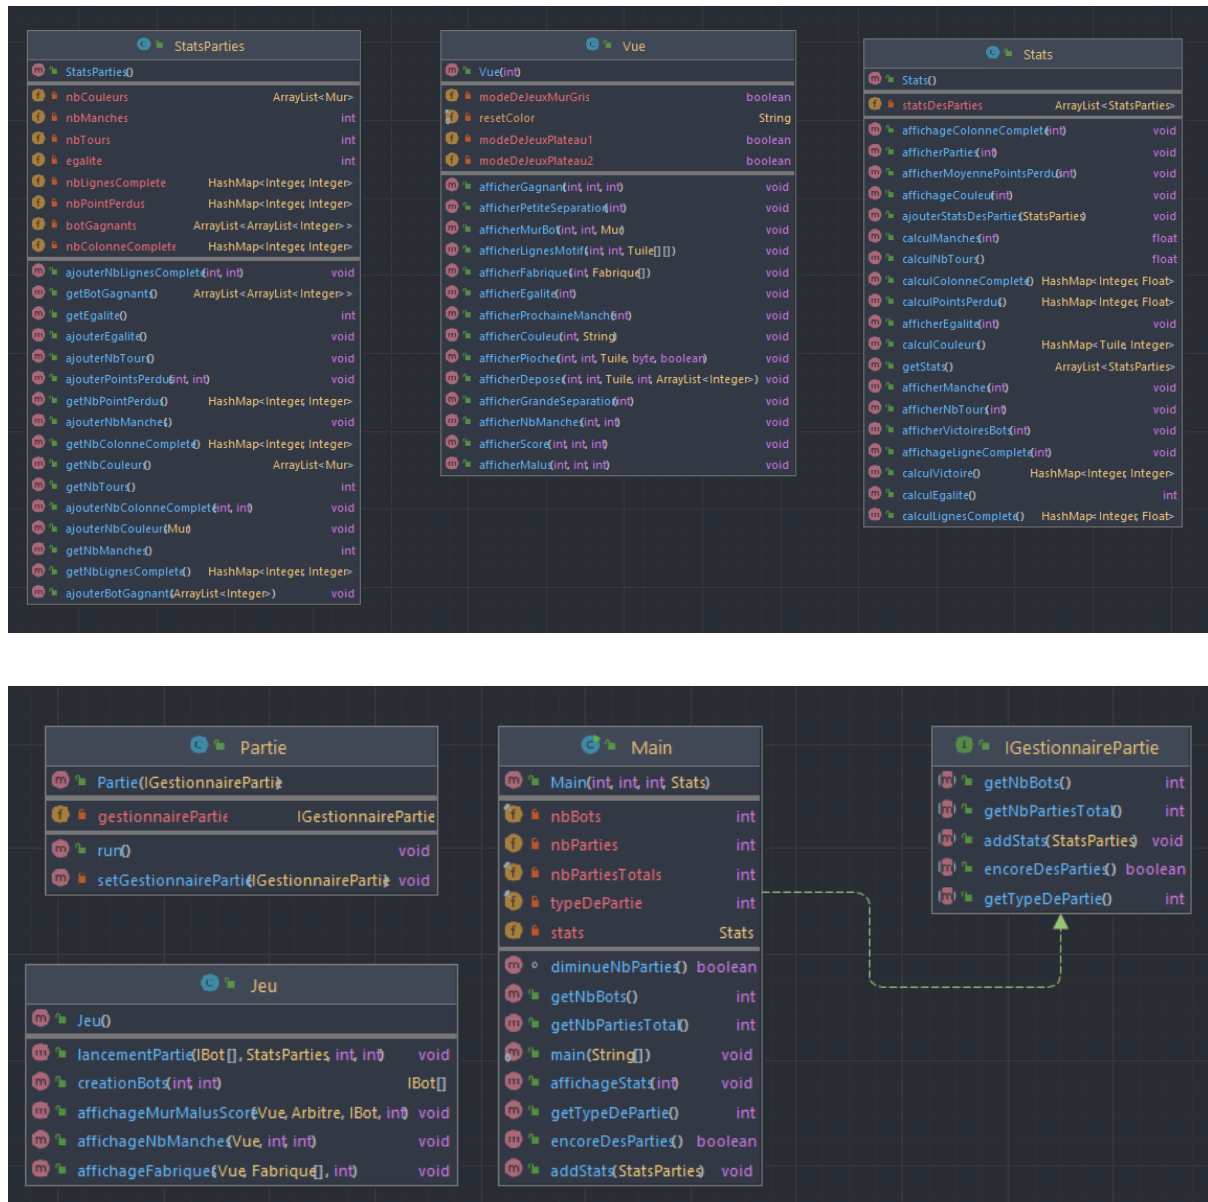 StatsParties
StatsParties()
nbCouleurs ArrayList<Mur>
nbManches int
nbTours int
egalite int
nbLignesComplete HashMap<Integer, Integer>
nbPointPerdus HashMap<Integer, Integer>
botGagnants ArrayList<ArrayList<Integer>>
nbColonneComplete HashMap<Integer, Integer>
ajouterNbLignesComplete(int, int) void
getBotGagnants() ArrayList<ArrayList<Integer>>
getEgalite() int
ajouterEgalite() void
ajouterNbTour() void
ajouterPointsPerdu(int, int) void
getNbPointPerdu() HashMap<Integer, Integer>
ajouterNbManche() void
getNbColonneComplete() HashMap<Integer, Integer>
getNbCouleurs() ArrayList<Mur>
getNbTours() int
ajouterNbColonneComplete(int, int) void
ajouterNbCouleur(Mur) void
getNbManches() int
getNbLignesComplete() HashMap<Integer, Integer>
ajouterBotGagnant(ArrayList<Integer>) void
Vue
Vue(int)
modeDeJeuxMurGris boolean
resetColor String
modeDeJeuxPlateau1 boolean
modeDeJeuxPlateau2 boolean
afficherGagnant(int, int, int) void
afficherPetiteSeparation(int) void
afficherMurBot(int, int, Mur) void
afficherLignesMotif(int, int, Tuile[][]) void
afficherFabrique(int, Fabrique[]) void
afficherEgalite(int) void
afficherProchaineManche(int) void
afficherCouleur(int, String) void
afficherPioche(int, int, Tuile, byte, boolean) void
afficherDepose(int, int, Tuile, int, ArrayList<Integer>) void
afficherGrandeSeparation(int) void
afficherNbManche(int, int) void
afficherScore(int, int, int) void
afficherMalus(int, int, int) void
Stats
Stats()
statsDesParties ArrayList<StatsParties>
affichageColonneComplete(int) void
afficherParties(int) void
afficherMoyennePointsPerdus(int) void
affichageCouleur(int) void
ajouterStatsDesPartie(StatsParties) void
calculManches(int) float
calculNbTours() float
calculColonneComplete() HashMap<Integer, Float>
calculPointsPerdu() HashMap<Integer, Float>
afficherEgalite(int) void
calculCouleurs() HashMap<Tuile, Integer>
getStats() ArrayList<StatsParties>
afficherManche(int) void
afficherNbTour(int) void
afficherVictoiresBots(int) void
affichageLigneComplete(int) void
calculVictoire() HashMap<Integer, Integer>
calculEgalite() int
calculLignesComplete() HashMap<Integer, Float>
Partie
Partie(IGestionnairePartie)
gestionnairePartie IGestionnairePartie
run() void
setGestionnairePartie(IGestionnairePartie) void
Jeu
Jeu()
lancementPartie(IBot[], StatsParties, int, int) void
creationBots(int, int) IBot[]
affichageMurMalusScore(Vue, Arbitre, IBot, int) void
affichageNbManche(Vue, int, int) void
affichageFabrique(Vue, Fabrique[], int) void
Main
Main(int, int, int, Stats)
nbBots int
nbParties int
nbPartiesTotals int
typeDePartie int
stats Stats
diminueNbParties() boolean
getNbBots() int
getNbPartiesTotal() int
main(String[]) void
affichageStats(int) void
getTypeDePartie() int
encoreDesParties() boolean
addStats(StatsParties) void
IGestionnairePartie
getNbBots() int
getNbPartiesTotal() int
addStats(StatsParties) void
encoreDesParties() boolean
getTypeDePartie() int